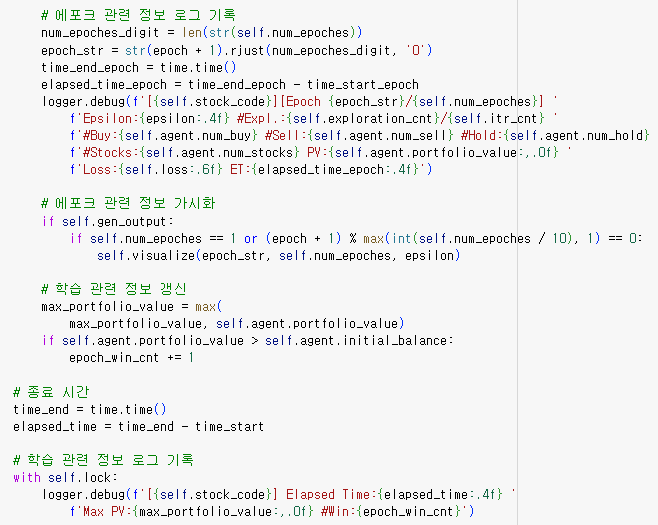 # 에포크 관련 정보 로그 기록
num_epoches_digit = len(str(self.num_epoches))
epoch_str = str(epoch + 1).rjust(num_epoches_digit, '0')
time_end_epoch = time.time()
elapsed_time_epoch = time_end_epoch - time_start_epoch
logger.debug(f'[{self.stock_code}][Epoch {epoch_str}/{self.num_epoches}] '
f'Epsilon:{epsilon:.4f} #Expl.:{self.exploration_cnt}/{self.itr_cnt} '
f'#Buy:{self.agent.num_buy} #Sell:{self.agent.num_sell} #Hold:{self.agent.num_hold}
f'#Stocks:{self.agent.num_stocks} PV:{self.agent.portfolio_value:,.0f} '
f'Loss:{self.loss:.6f} ET:{elapsed_time_epoch:.4f}')
# 에포크 관련 정보 가시화
if self.gen_output:
if self.num_epoches == 1 or (epoch + 1) % max(int(self.num_epoches / 10), 1) == 0:
self.visualize(epoch_str, self.num_epoches, epsilon)
# 학습 관련 정보 갱신
max_portfolio_value = max(
max_portfolio_value, self.agent.portfolio_value)
if self.agent.portfolio_value > self.agent.initial_balance:
epoch_win_cnt += 1
# 종료 시간
time_end = time.time()
elapsed_time = time_end - time_start
# 학습 관련 정보 로그 기록
with self.lock:
logger.debug(f'[{self.stock_code}] Elapsed Time:{elapsed_time:.4f} '
f'Max PV:{max_portfolio_value:,.0f} #Win:{epoch_win_cnt}')